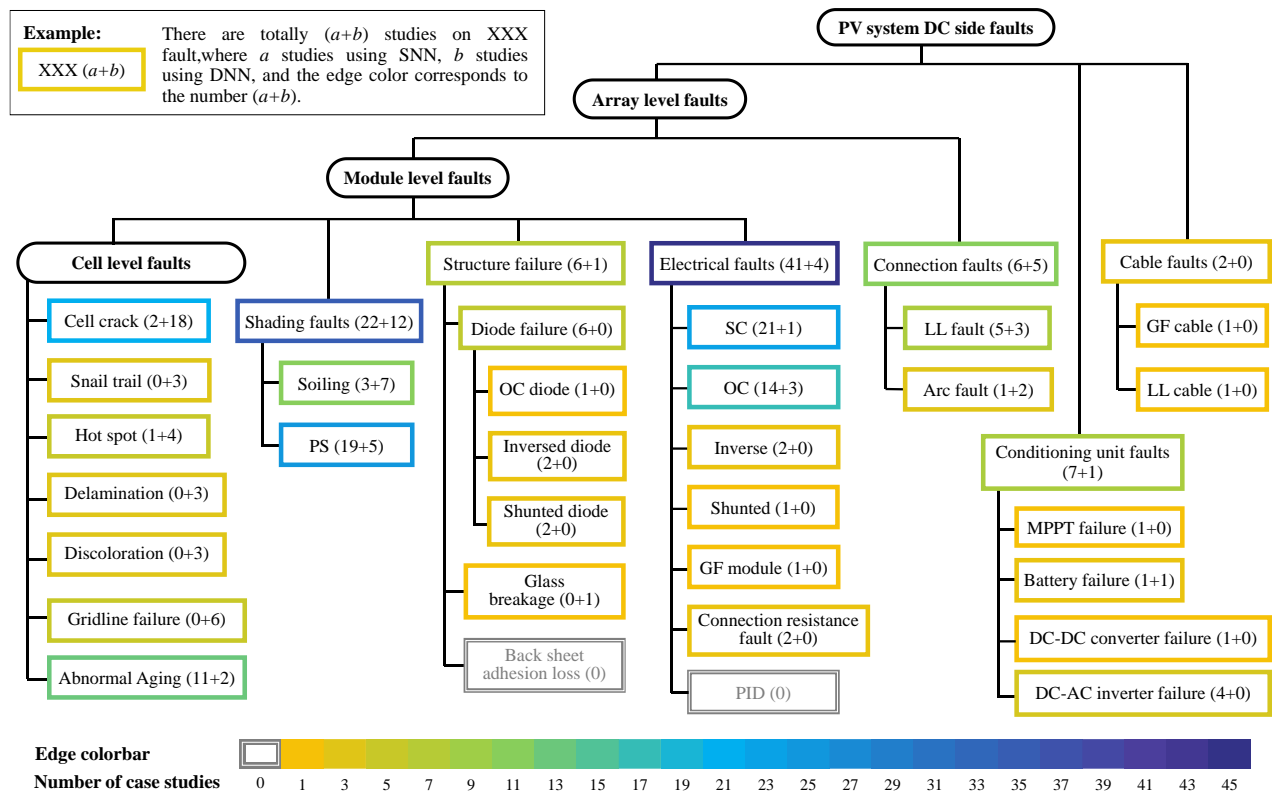 Example:
XXX (a+b)
There are totally (a+b) studies on XXX
fault,where a studies using SNN, b studies
using DNN, and the edge color corresponds to
the number (a+b).
PV system DC side faults
Array level faults
Module level faults
Cell level faults
Cell crack (2+18)
Snail trail (0+3)
Hot spot (1+4)
Delamination (0+3)
Discoloration (0+3)
Gridline failure (0+6)
Abnormal Aging (11+2)
Shading faults (22+12)
Soiling (3+7)
PS (19+5)
Structure failure (6+1)
Diode failure (6+0)
OC diode (1+0)
Inversed diode
(2+0)
Shunted diode
(2+0)
Glass
breakage (0+1)
Back sheet
adhesion loss (0)
Electrical faults (41+4)
SC (21+1)
OC (14+3)
Inverse (2+0)
Shunted (1+0)
GF module (1+0)
Connection resistance
fault (2+0)
PID (0)
Connection faults (6+5)
LL fault (5+3)
Arc fault (1+2)
Cable faults (2+0)
GF cable (1+0)
LL cable (1+0)
Conditioning unit faults
(7+1)
MPPT failure (1+0)
Battery failure (1+1)
DC-DC converter failure (1+0)
DC-AC inverter failure (4+0)
Edge colorbar
Number of case studies 0 1 3 5 7 9 11 13 15 17 19 21 25 27 29 31 33 35 37 39 41 43 45